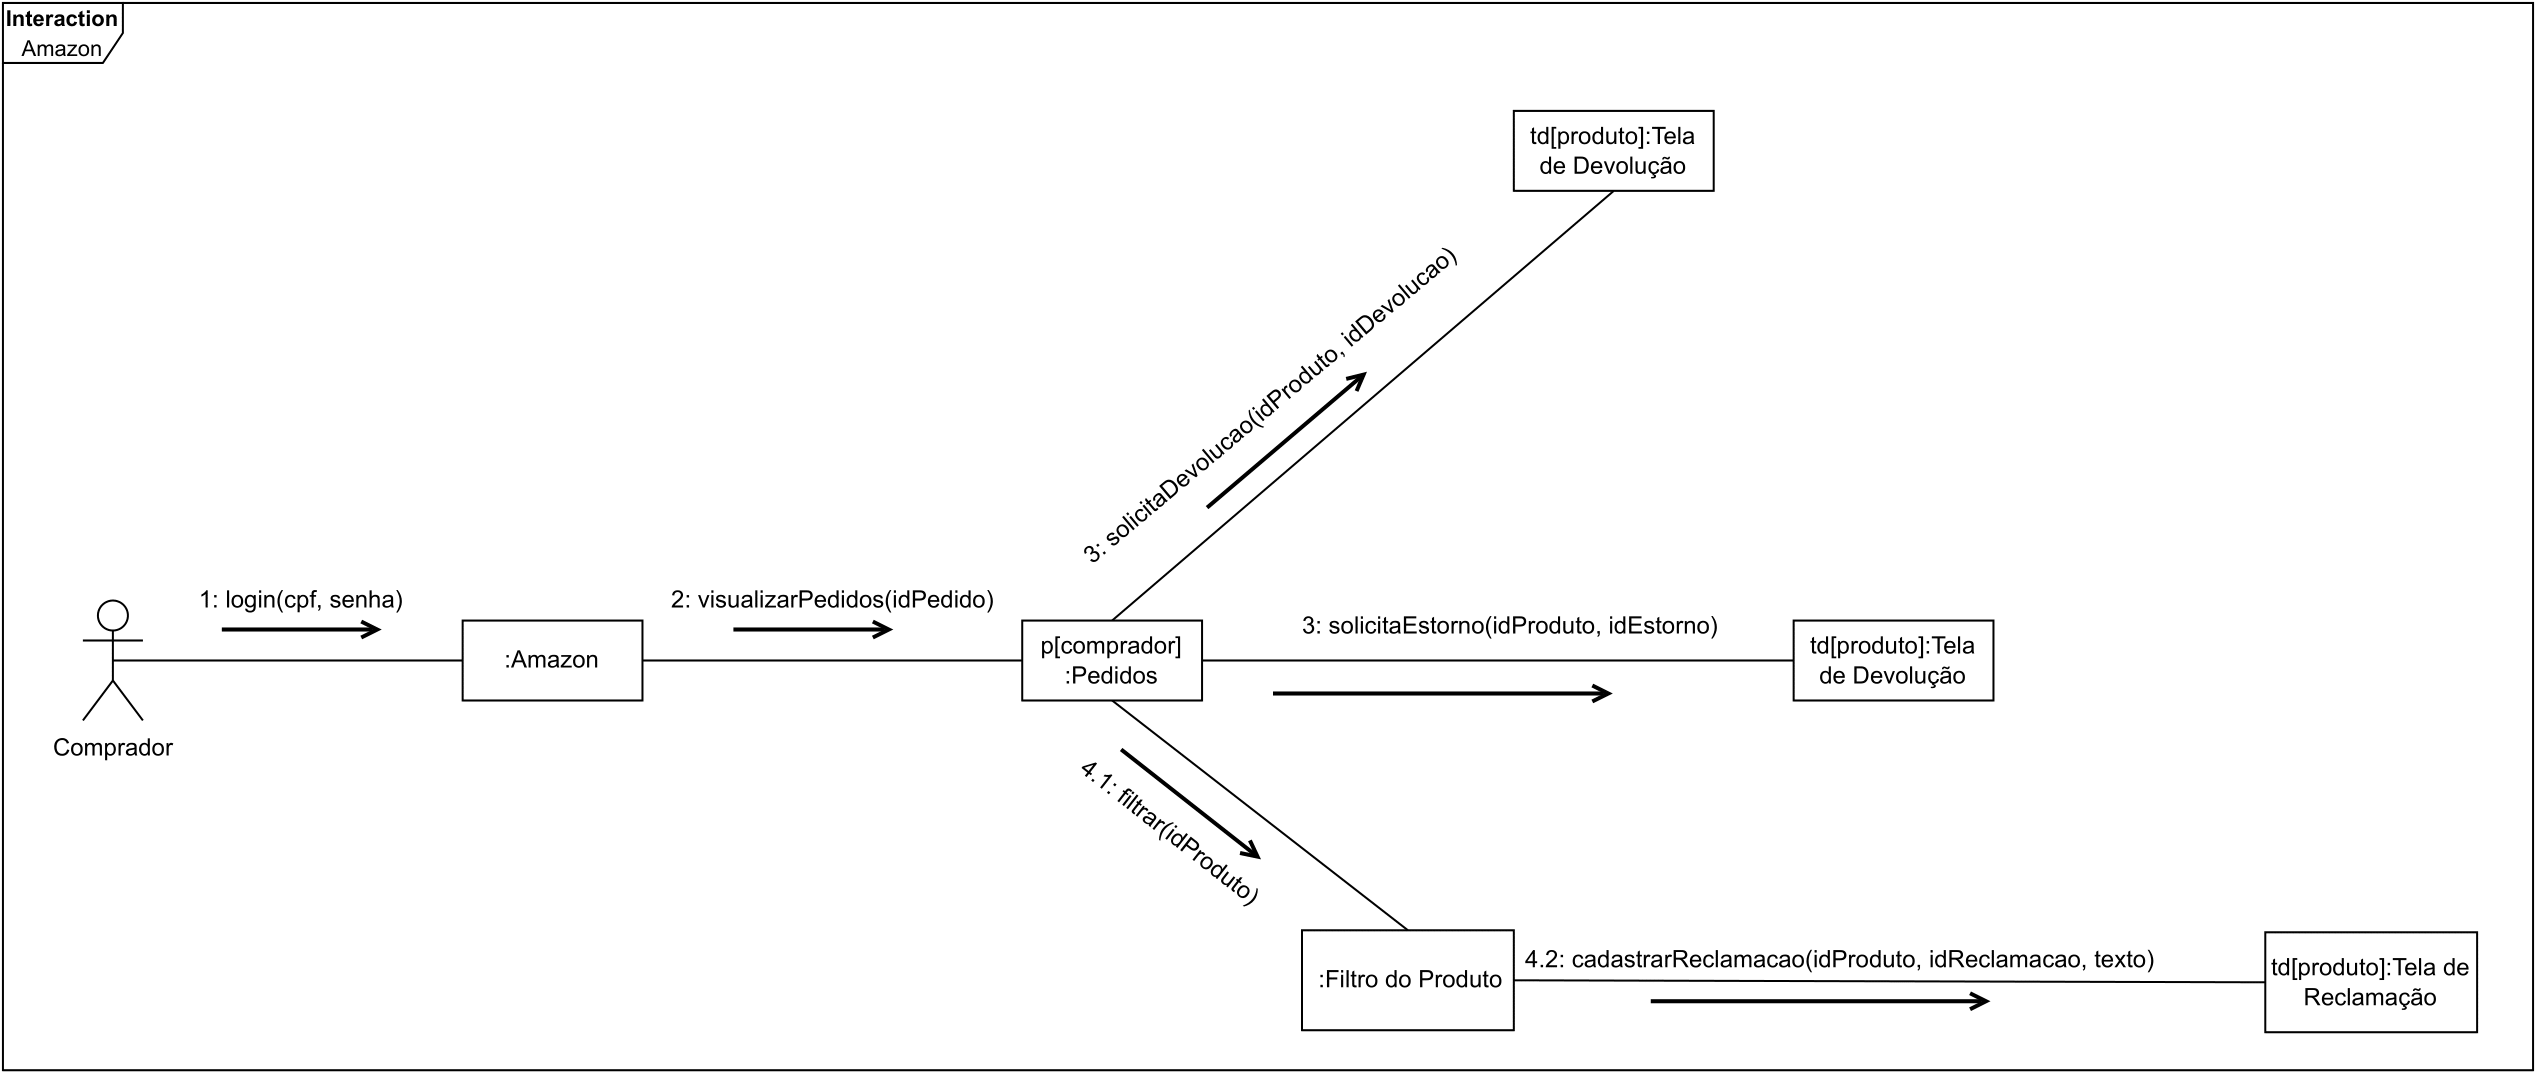 Interaction
Amazon
td[produto]:Tela
de Devolução
3: solicitaDevolucao(idProduto, idDevolucao)
1: login(cpf, senha)
2: visualizarPedidos(idPedido)
3: solicitaEstorno(idProduto, idEstorno)
Comprador
:Amazon
p[comprador]
:Pedidos
td[produto]:Tela
de Devolução
4.1: filtrar(idProduto)
:Filtro do Produto
4.2: cadastrarReclamacao(idProduto, idReclamacao, texto)
td[produto]:Tela de
Reclamação